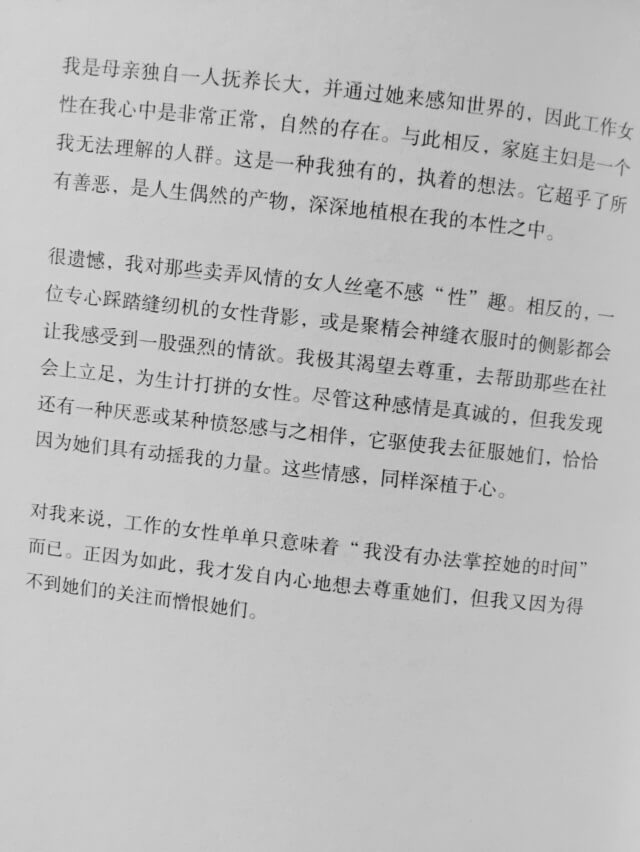 我是母亲独自一人抚养长大，并通过她来感知世界的，因此工作女
性在我心中是非常正常，自然的存在。与此相反，家庭主妇是一个
我无法理解的人群。这是一种我独有的，执着的想法。它超乎了所
有善恶，是人生偶然的产物，深深地植根在我的本性之中。
很遗憾，我对那些卖弄风情的女人丝毫不感“性”趣。相反的，一
位专心踩踏缝纫机的女性背影，或是聚精会神缝衣服时的侧影都会
让我感受到一股强烈的情欲。我极其渴望去尊重，去帮助那些在社
会上立足，为生计打拼的女性。尽管这种感情是真诚的，但我发现
还有一种厌恶或某种愤怒感与之相伴，它驱使我去征服她们，恰恰
因为她们具有动摇我的力量。这些情感，同样深植于心。
对我来说，工作的女性单单只意味着“我没有办法掌控她的时间”
而已。正因为如此，我才发自内心地想去尊重她们，但我又因为得
不到她们的关注而憎恨她们。